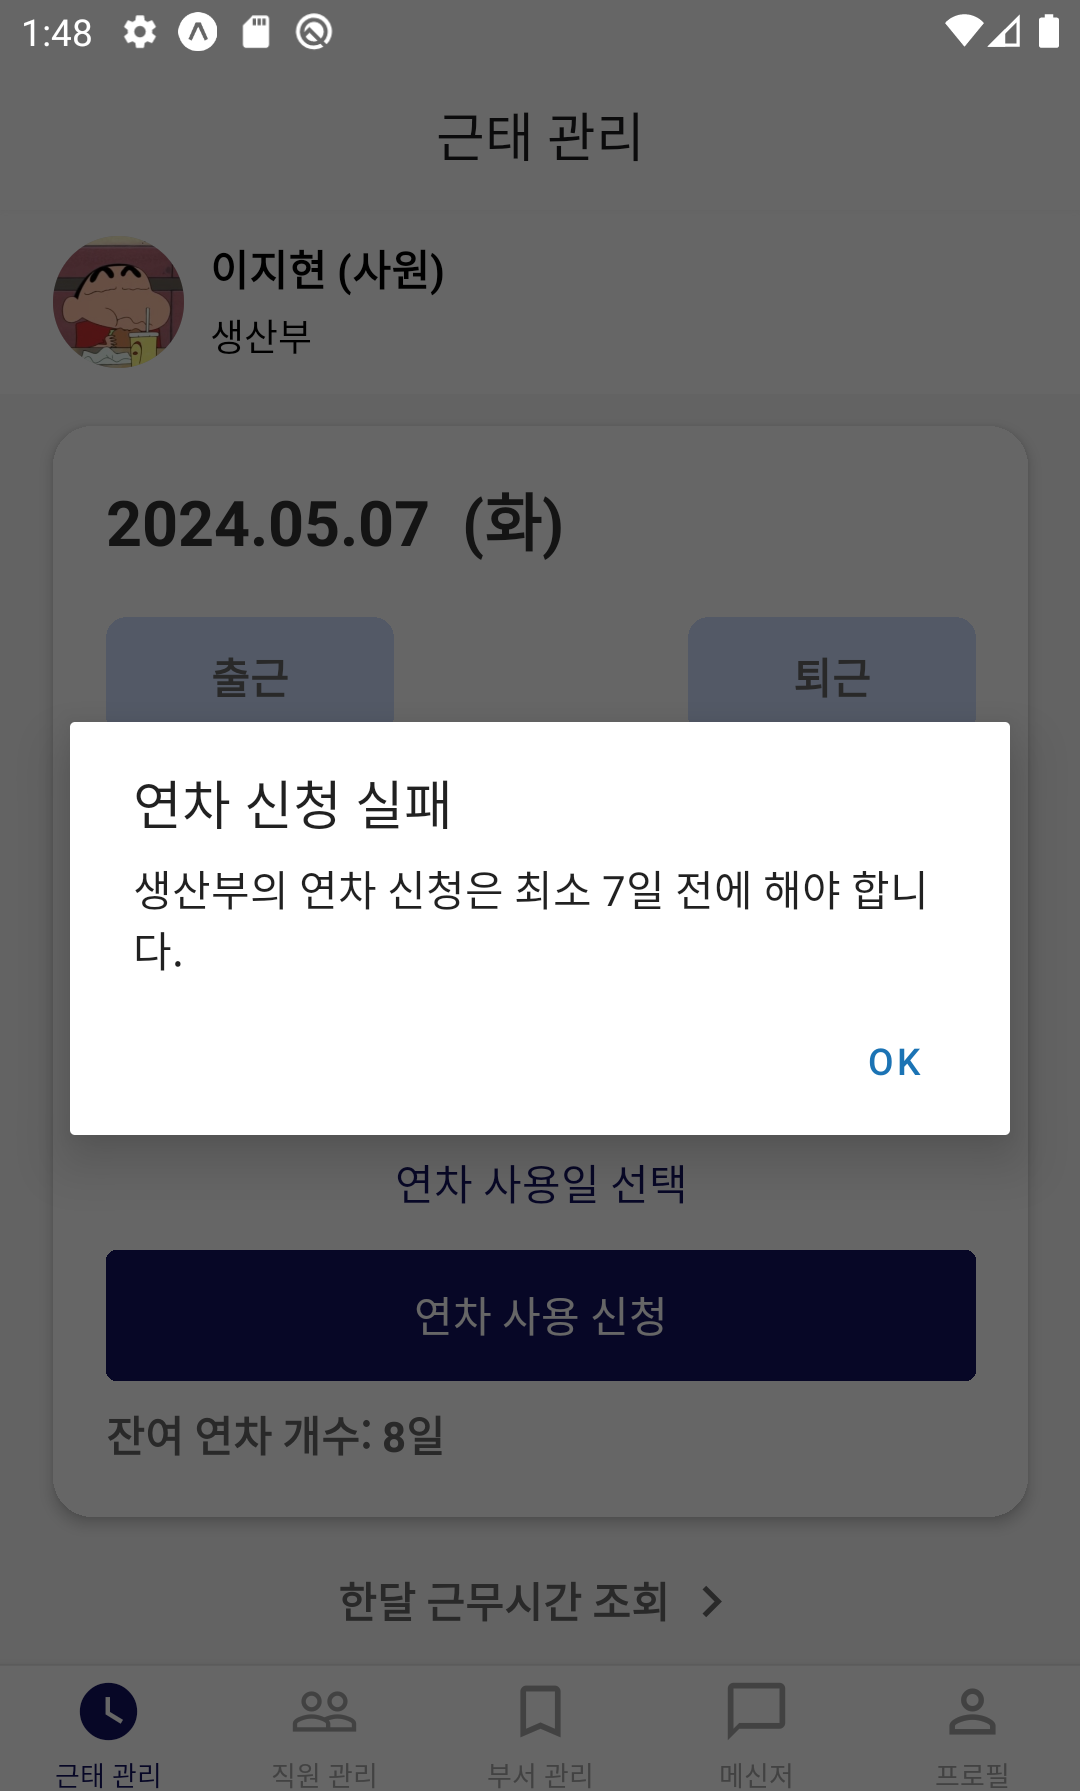 1:48
근태 관리
이지현 (사원)
생산부
2024.05.07 (화)
출근 퇴근
연차 신청 실패
생산부의 연차 신청은 최소 7일 전에 해야 합니
다.
OK
연차 사용일 선택
연차 사용 신청
잔여 연차 개수: 8일
한달 근무시간 조회
근태 관리 직원 관리 부서 관리 메신저 프로필